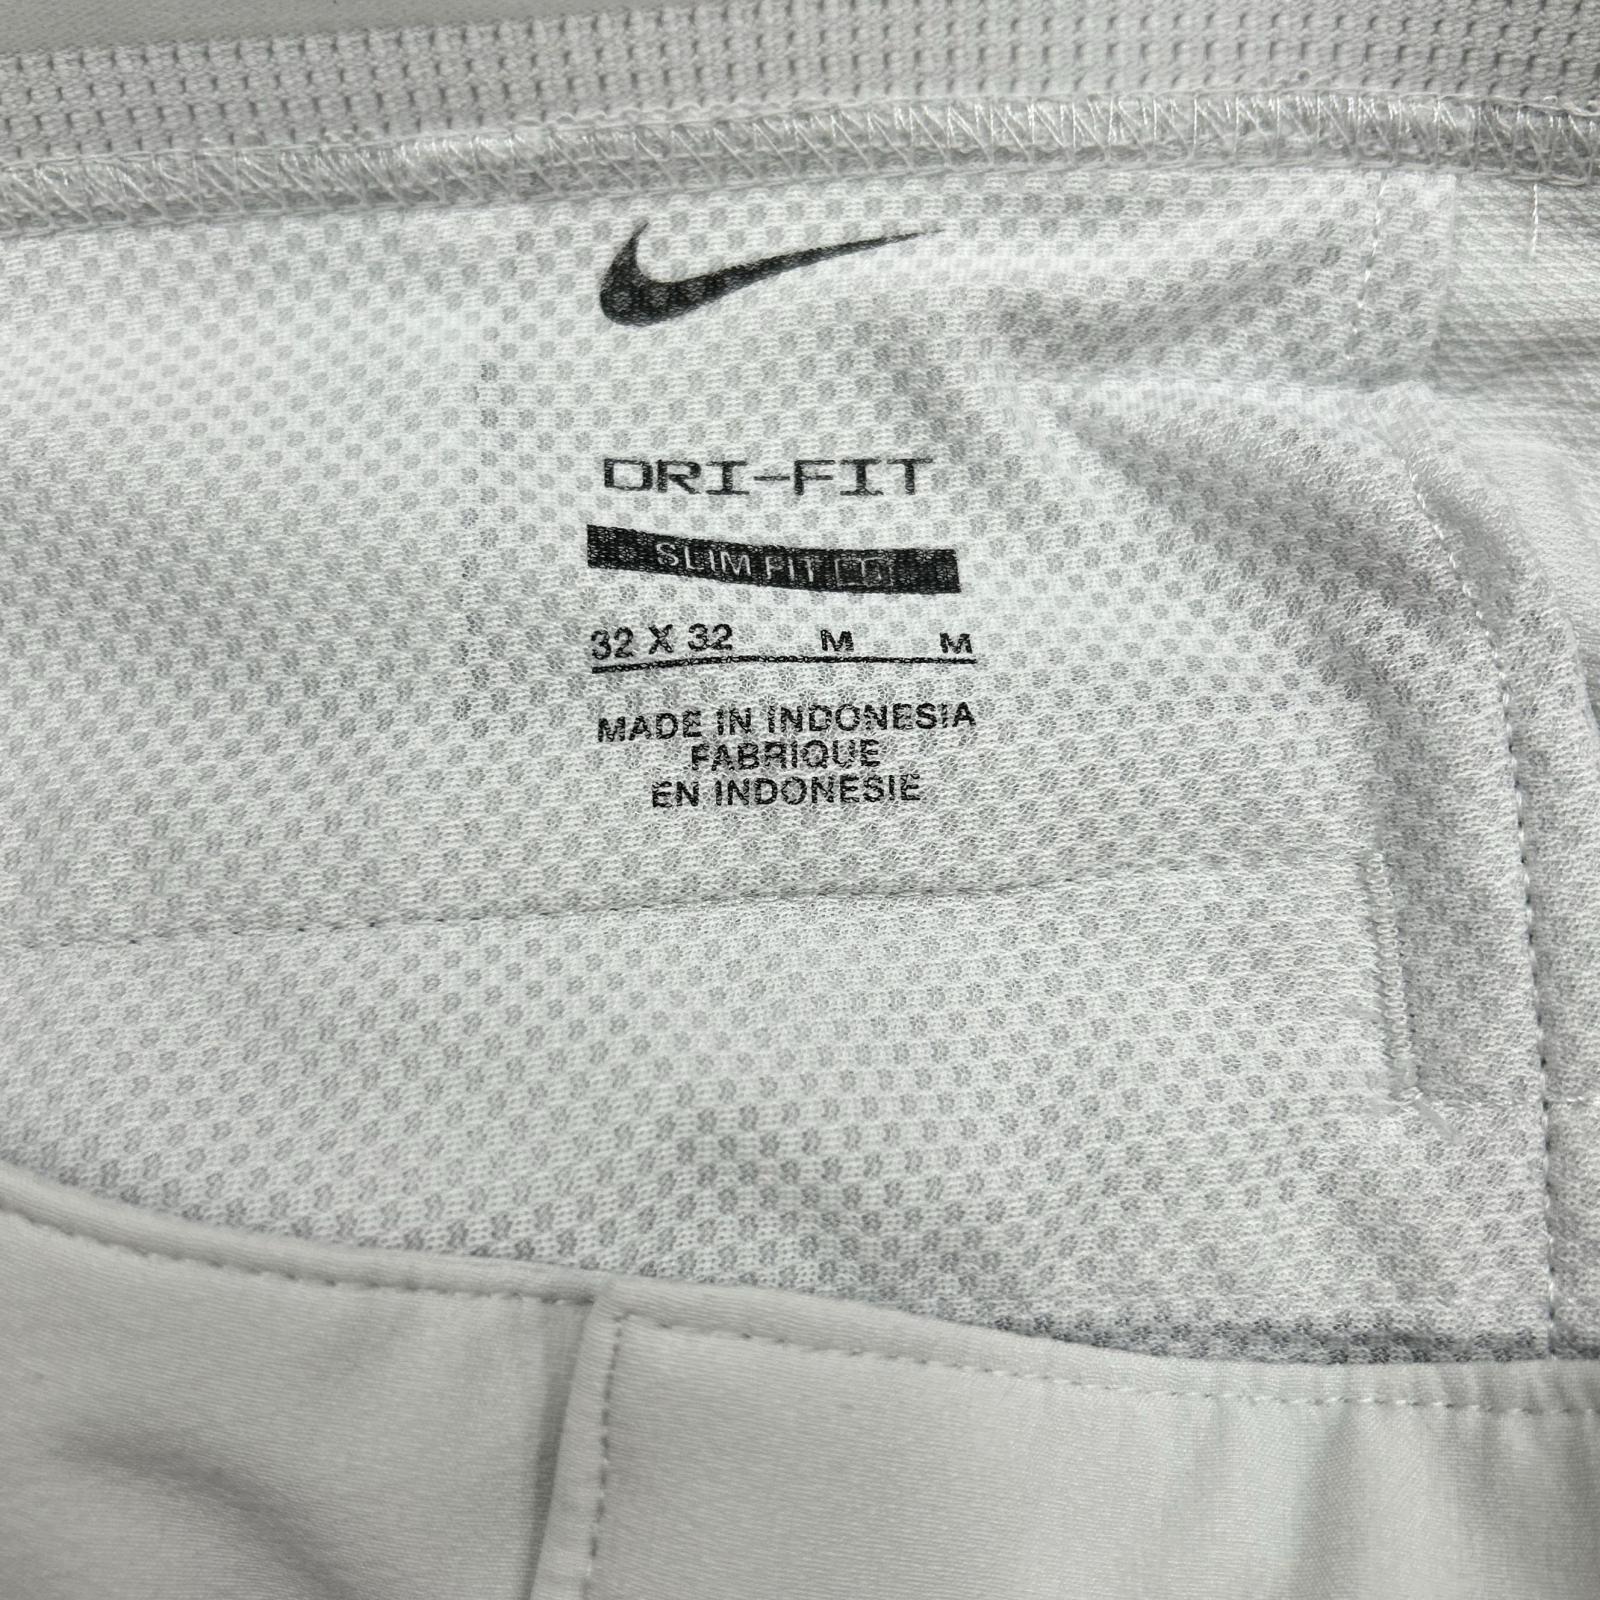 DRI-FIT
SLIM FIT
32 X 32 M M
MADE IN INDONESIA
FABRIQUE
EN INDONESIE